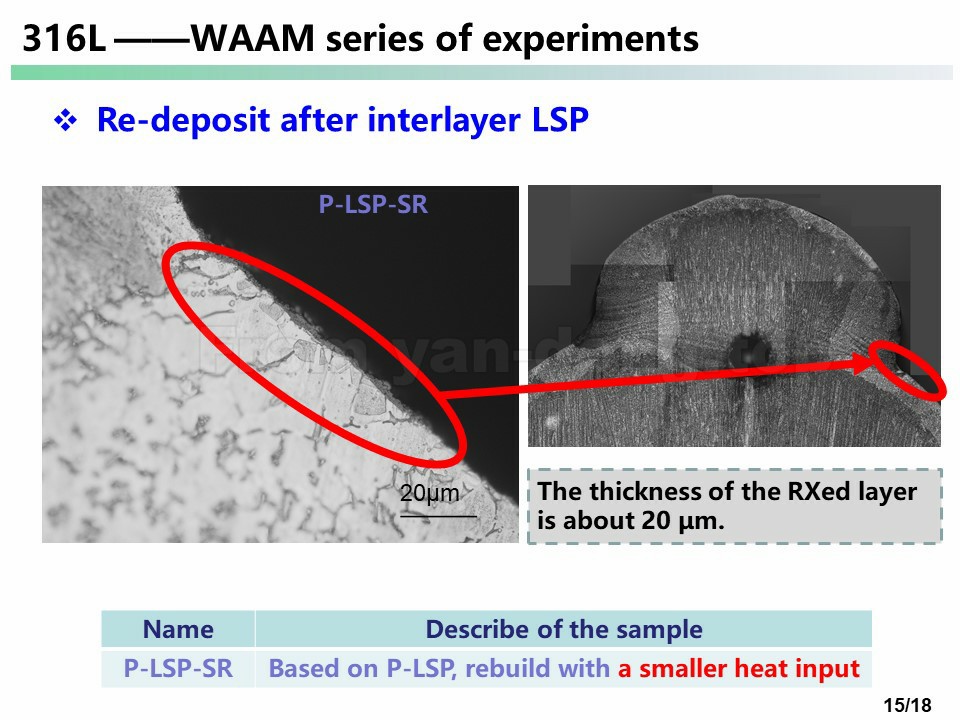 316L ——WAAM series of experiments
❖ Re-deposit after interlayer LSP
P-LSP-SR
20μm
The thickness of the RXed layer
is about 20 μm.
Name Describe of the sample
P-LSP-SR Based on P-LSP, rebuild with a smaller heat input
15/18